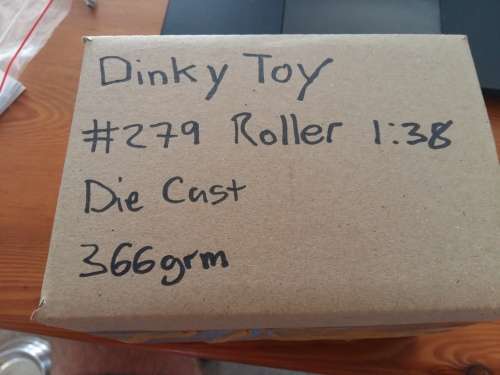 Dinky Toy
#279 Roller 1:38
Die Cast
366grm